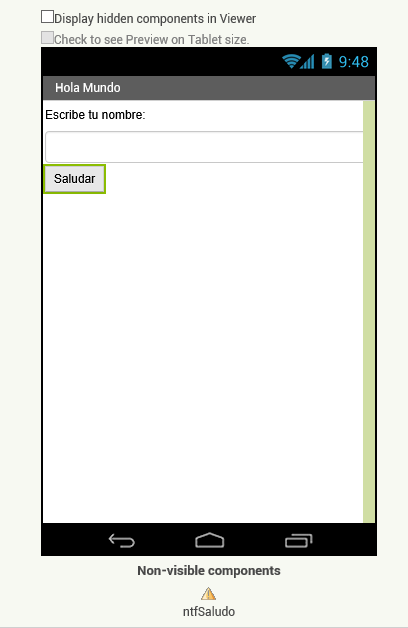 Display hidden components in Viewer
Check to see Preview on Tablet size.
9:48
Hola Mundo
Escribe tu nombre:
Saludar
Non-visible components
ntfSaludo